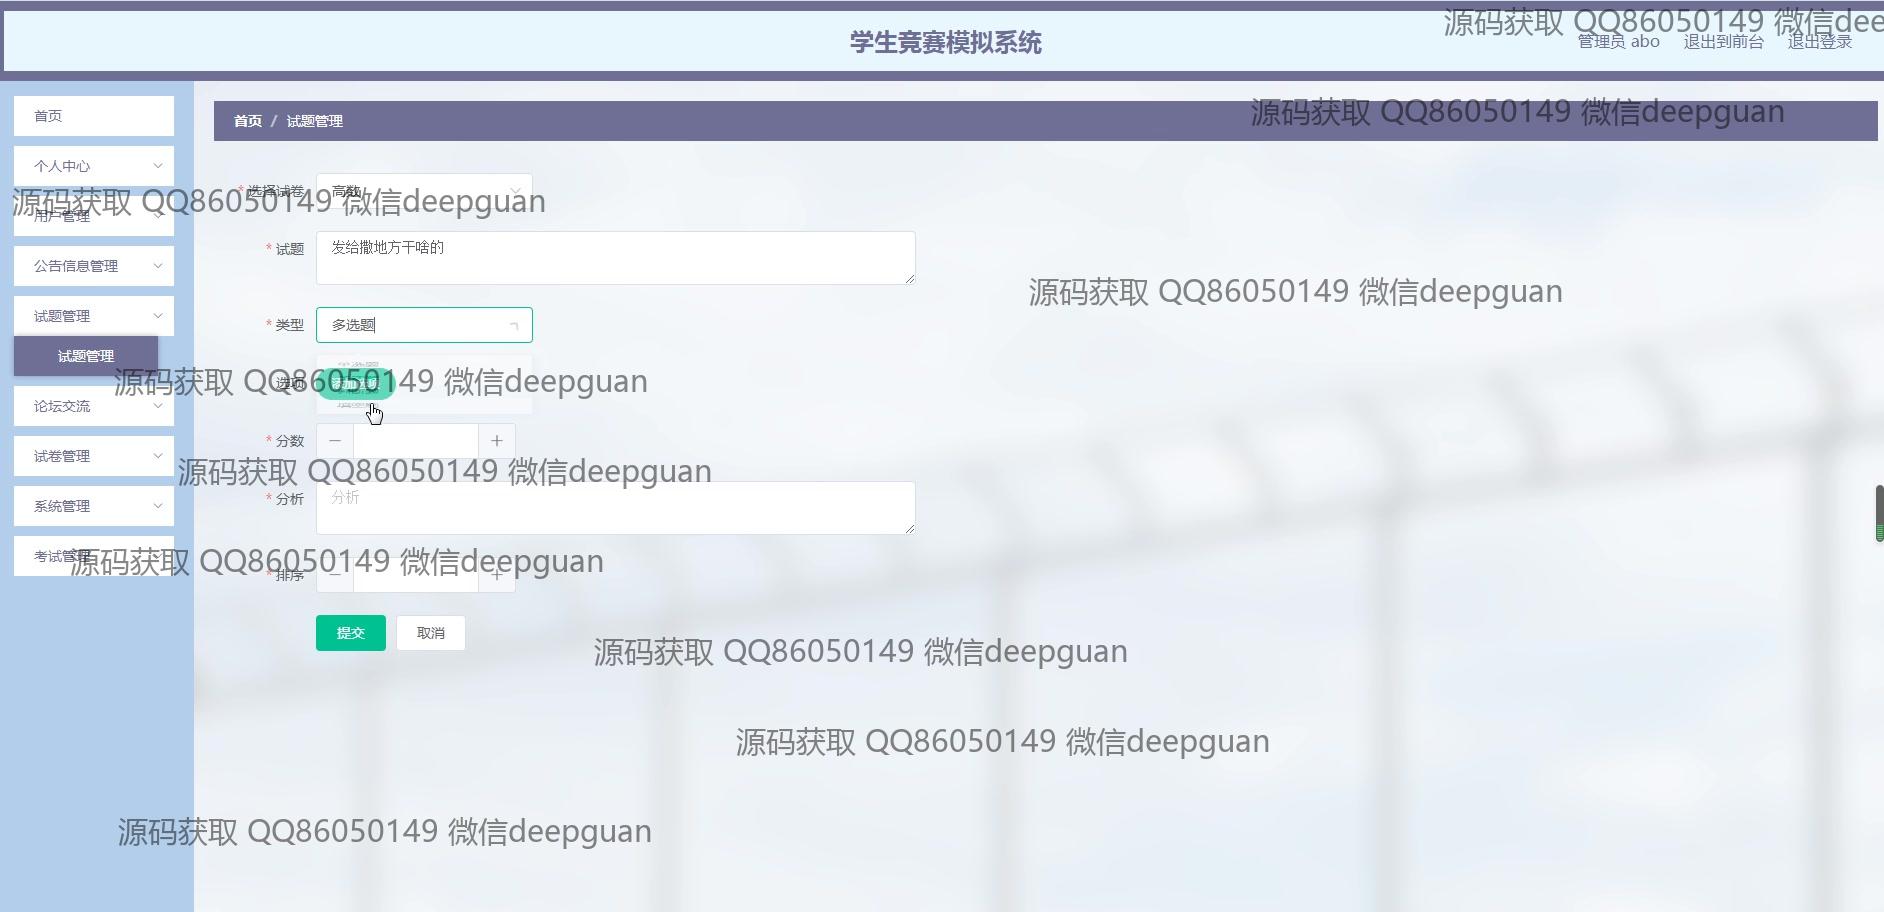 学生竞赛模拟系统
管理员 abo 退出到前台 退出登录
源码获取 QQ86050149 微信dee
首页
个人中心
用户管理
公告信息管理
试题管理
试题管理
论坛交流
试卷管理
系统管理
考试管理
首页 / 试题管理
源码获取 QQ86050149 微信deepguan
* 选择试卷 高数
源码获取 QQ86050149 微信deepguan
* 试题 发给撒地方干啥的
源码获取 QQ86050149 微信deepguan
* 类型 多选题
选项 添加选项
源码获取 QQ86050149 微信deepguan
* 分数
源码获取 QQ86050149 微信deepguan
* 分析 分析
源码获取 QQ86050149 微信deepguan
* 排序
提交 取消
源码获取 QQ86050149 微信deepguan
源码获取 QQ86050149 微信deepguan
源码获取 QQ86050149 微信deepguan